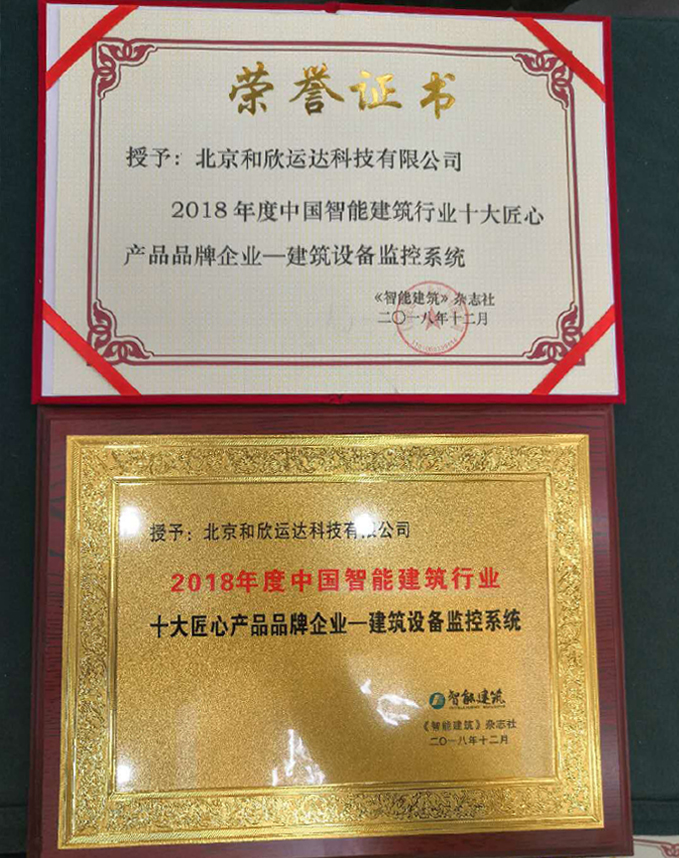 荣誉证书
授予：北京和欣运达科技有限公司
2018年度中国智能建筑行业十大匠心
产品品牌企业—建筑设备监控系统
《智能建筑》杂志社
二〇一八年十二月
授予：北京和欣运达科技有限公司
2018年度中国智能建筑行业
十大匠心产品品牌企业—建筑设备监控系统
智能建筑
《智能建筑》杂志社
二〇一八年十二月